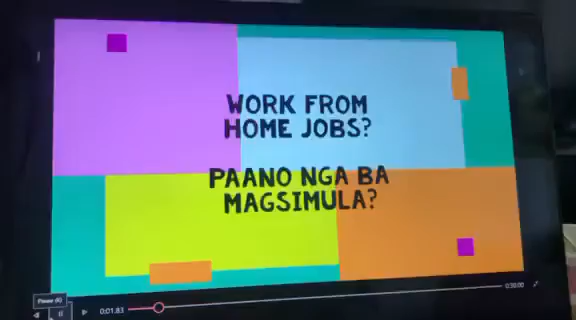 WORK FROM
HOME JOBS?
PAANO NGA BA
MAGSIMULA?
Pause (K)
0:01.83
0:30.00